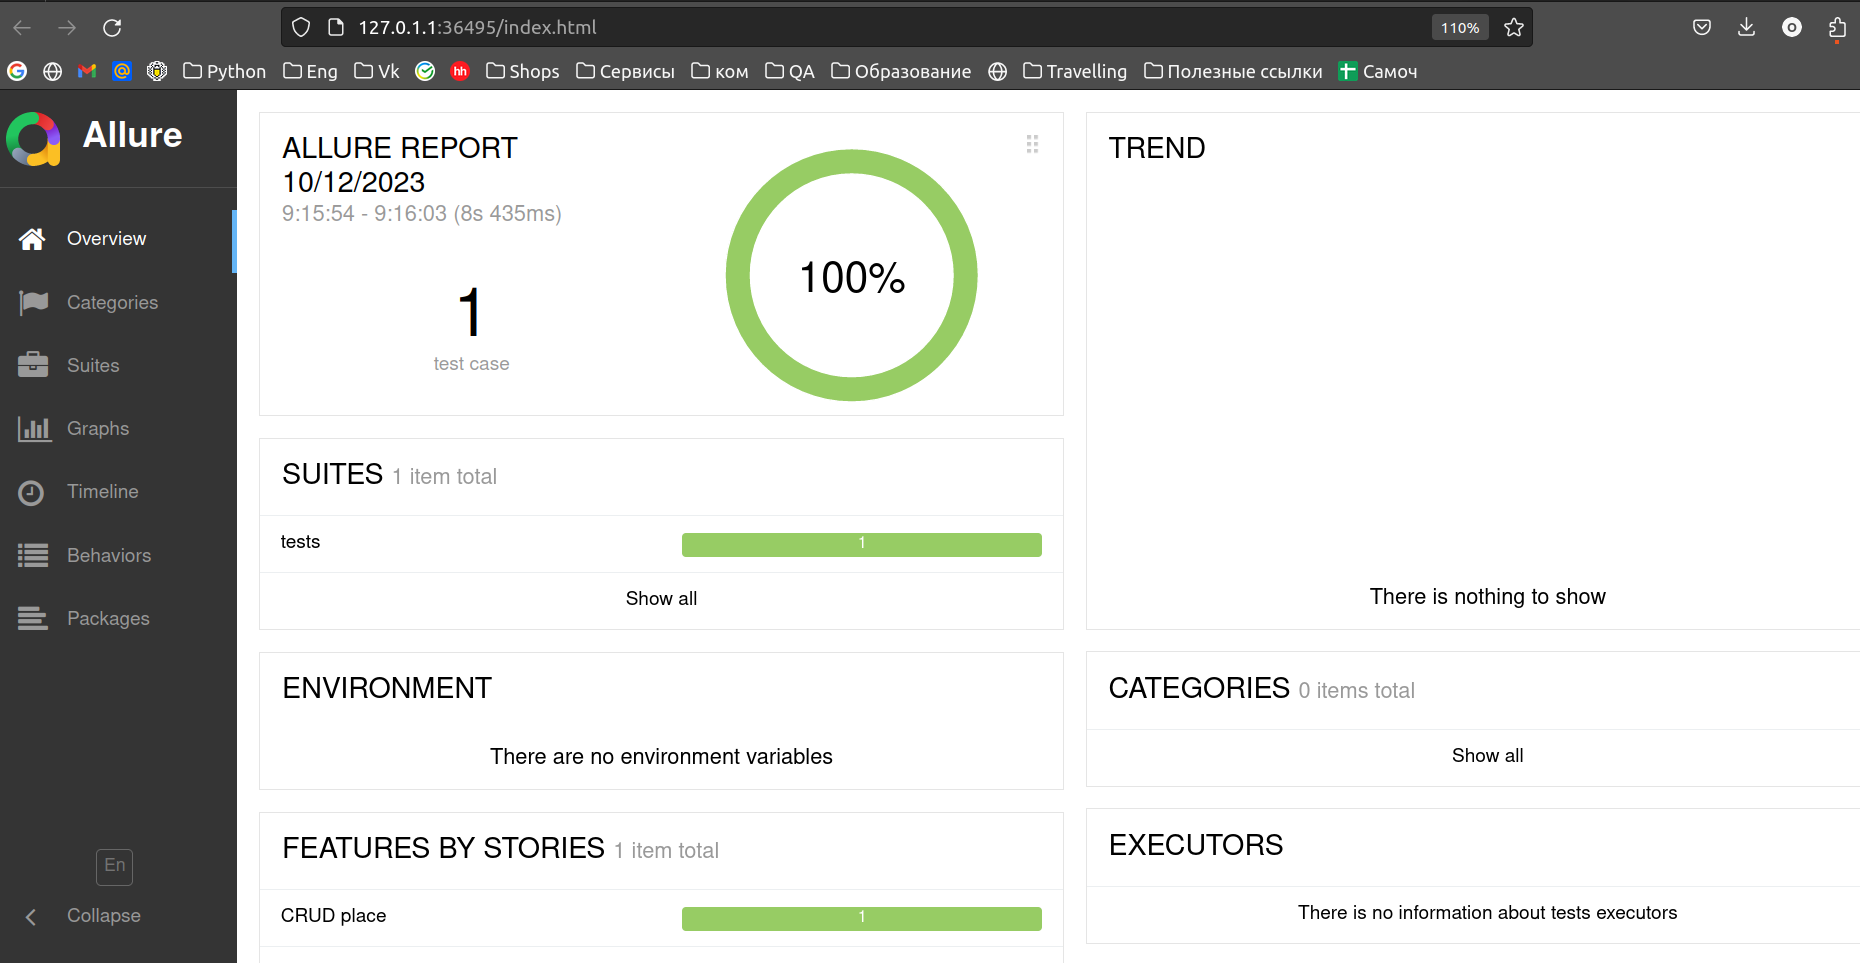 127.0.1.1:36495/index.html
110%
Python
Eng
Vk
hh
Shops
Сервисы
ком
QA
Образование
Travelling
Полезные ссылки
Самоч
Allure
Overview
Categories
Suites
Graphs
Timeline
Behaviors
Packages
En
Collapse
ALLURE REPORT
10/12/2023
9:15:54 - 9:16:03 (8s 435ms)
1
test case
100%
SUITES 1 item total
tests
1
Show all
ENVIRONMENT
There are no environment variables
FEATURES BY STORIES 1 item total
CRUD place
1
TREND
There is nothing to show
CATEGORIES 0 items total
Show all
EXECUTORS
There is no information about tests executors